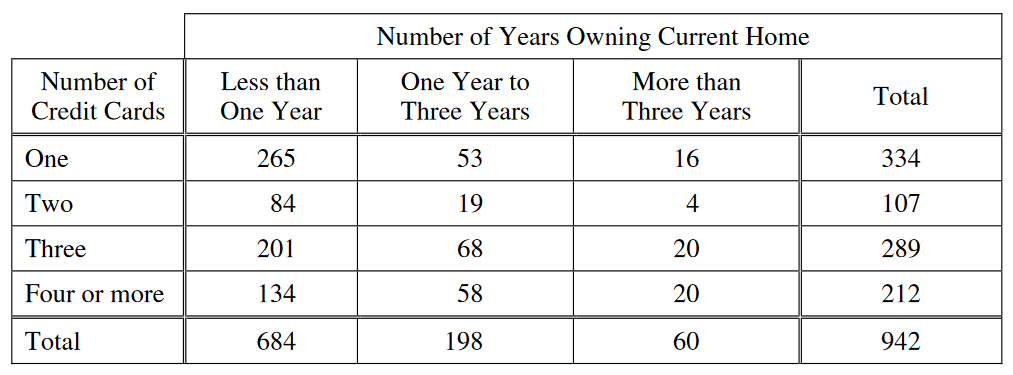 Number of Years Owning Current Home
Number of Credit Cards Less than One Year One Year to Three Years More than Three Years Total
One 265 53 16 334
Two 84 19 4 107
Three 201 68 20 289
Four or more 134 58 20 212
Total 684 198 60 942